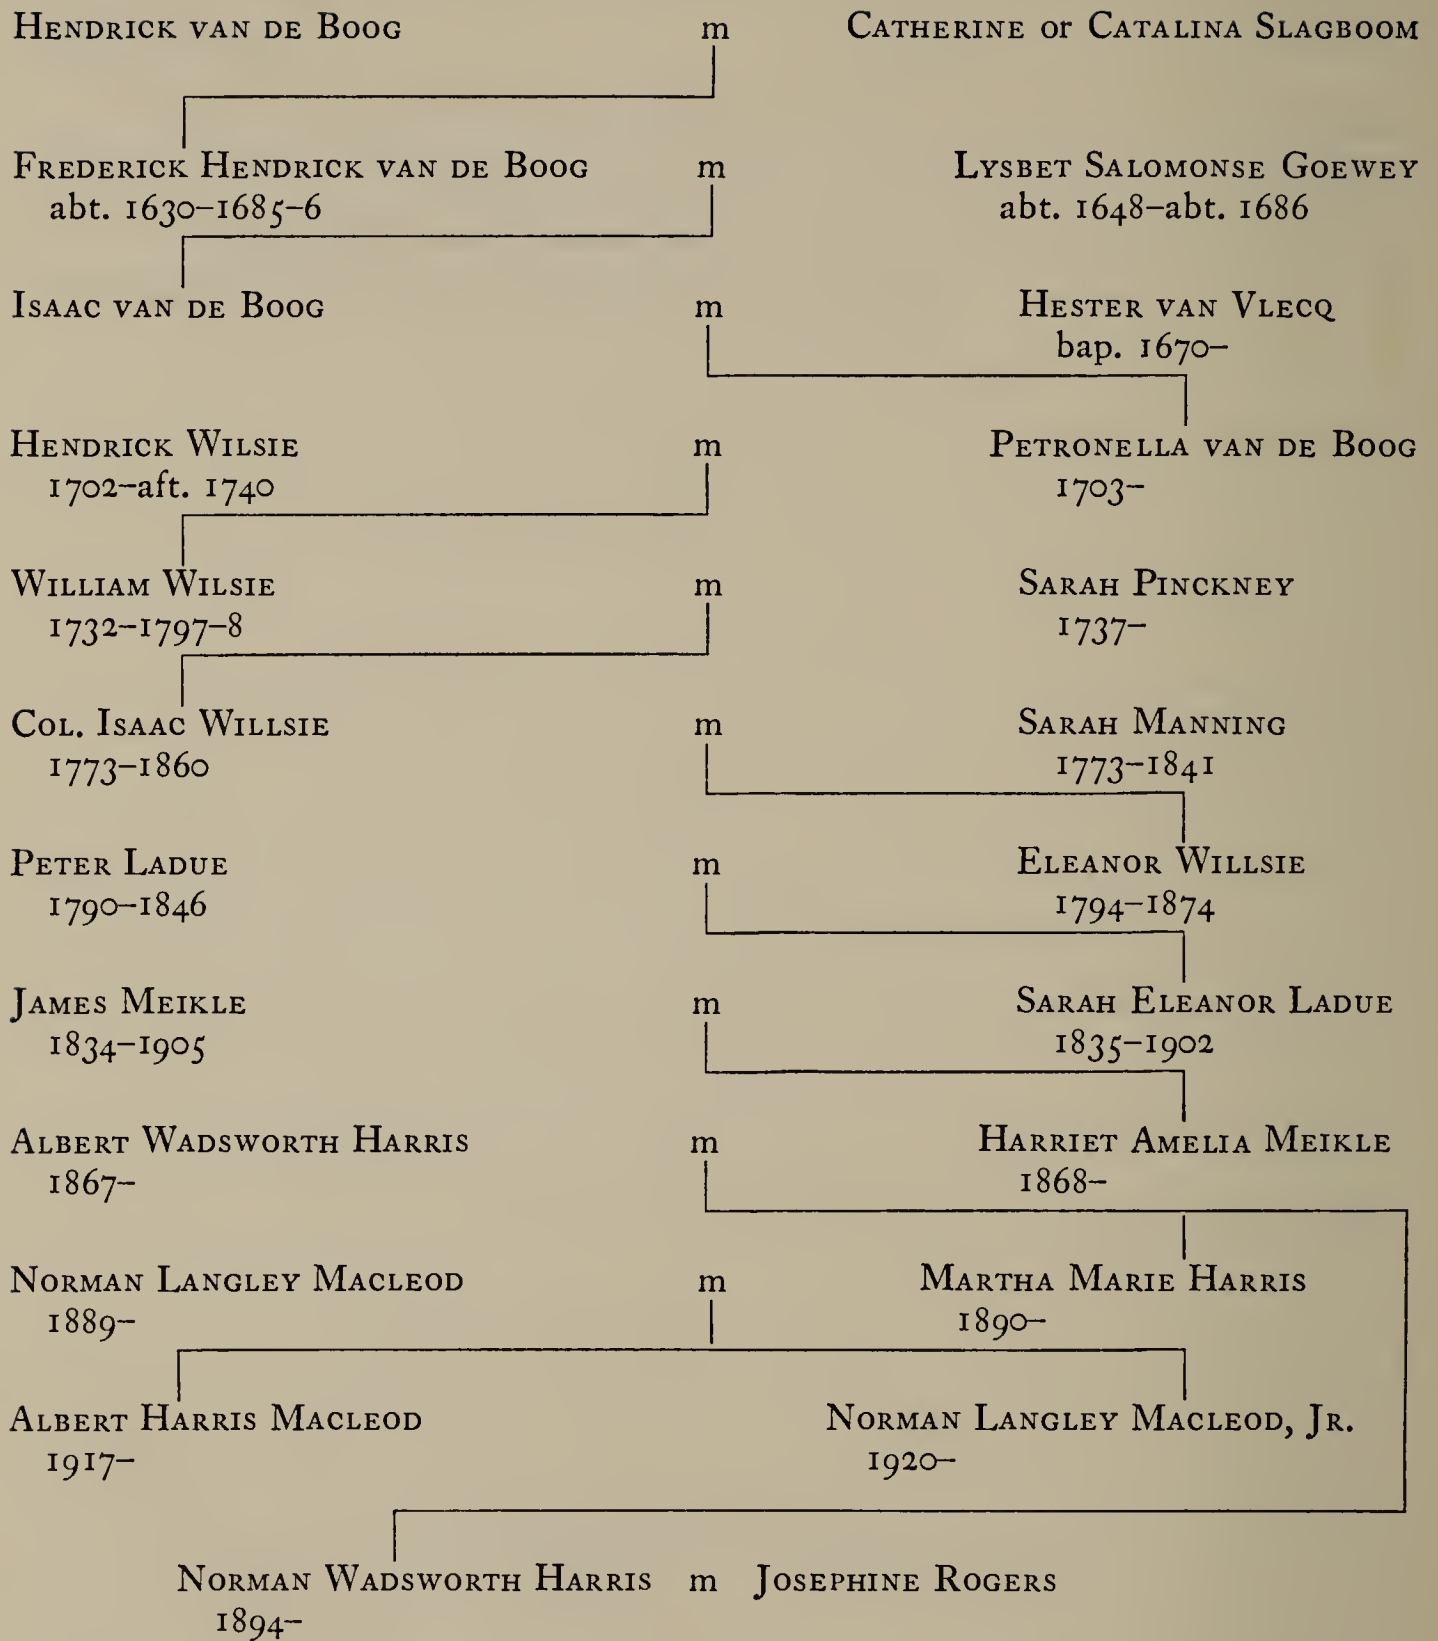 HENDRICK VAN DE BOOG m CATHERINE or CATALINA SLAGBOOM
FREDERICK HENDRICK VAN DE BOOG m LYSBET SALOMONSE GOEWEY
abt. 1630–1685–6 abt. 1648–abt. 1686
ISAAC VAN DE BOOG m HESTER VAN VLECQ
bap. 1670–
HENDRICK WILSIE m PETRONELLA VAN DE BOOG
1702–aft. 1740 1703–
WILLIAM WILSIE m SARAH PINCKNEY
1732–1797–8 1737–
COL. ISAAC WILLSIE m SARAH MANNING
1773–1860 1773–1841
PETER LADUE m ELEANOR WILLSIE
1790–1846 1794–1874
JAMES MEIKLE m SARAH ELEANOR LADUE
1834–1905 1835–1902
ALBERT WADSWORTH HARRIS m HARRIET AMELIA MEIKLE
1867– 1868–
NORMAN LANGLEY MACLEOD m MARTHA MARIE HARRIS
1889– 1890–
ALBERT HARRIS MACLEOD NORMAN LANGLEY MACLEOD, JR.
1917– 1920–
NORMAN WADSWORTH HARRIS m JOSEPHINE ROGERS
1894–